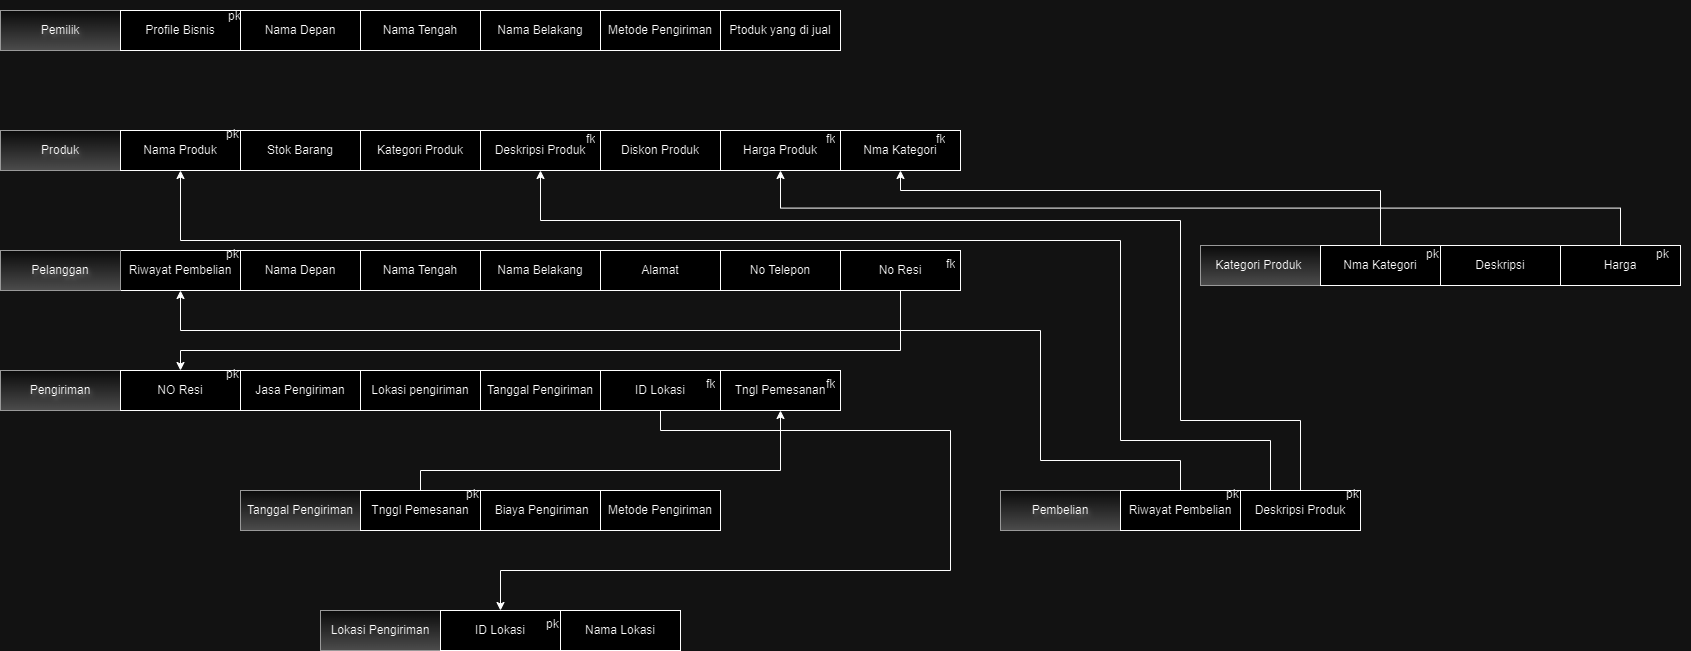 Pemilik Profile Bisnis pk Nama Depan Nama Tengah Nama Belakang Metode Pengiriman Ptoduk yang di jual
Produk Nama Produk pk Stok Barang Kategori Produk Deskripsi Produk fk Diskon Produk Harga Produk fk Nma Kategori fk
Pelanggan Riwayat Pembelian pk Nama Depan Nama Tengah Nama Belakang Alamat No Telepon No Resi fk
Kategori Produk Nma Kategori pk Deskripsi Harga pk
Pengiriman NO Resi pk Jasa Pengiriman Lokasi pengiriman Tanggal Pengiriman ID Lokasi fk Tngl Pemesanan fk
Tanggal Pengiriman Tnggl Pemesanan pk Biaya Pengiriman Metode Pengiriman
Pembelian Riwayat Pembelian pk Deskripsi Produk pk
Lokasi Pengiriman ID Lokasi pk Nama Lokasi